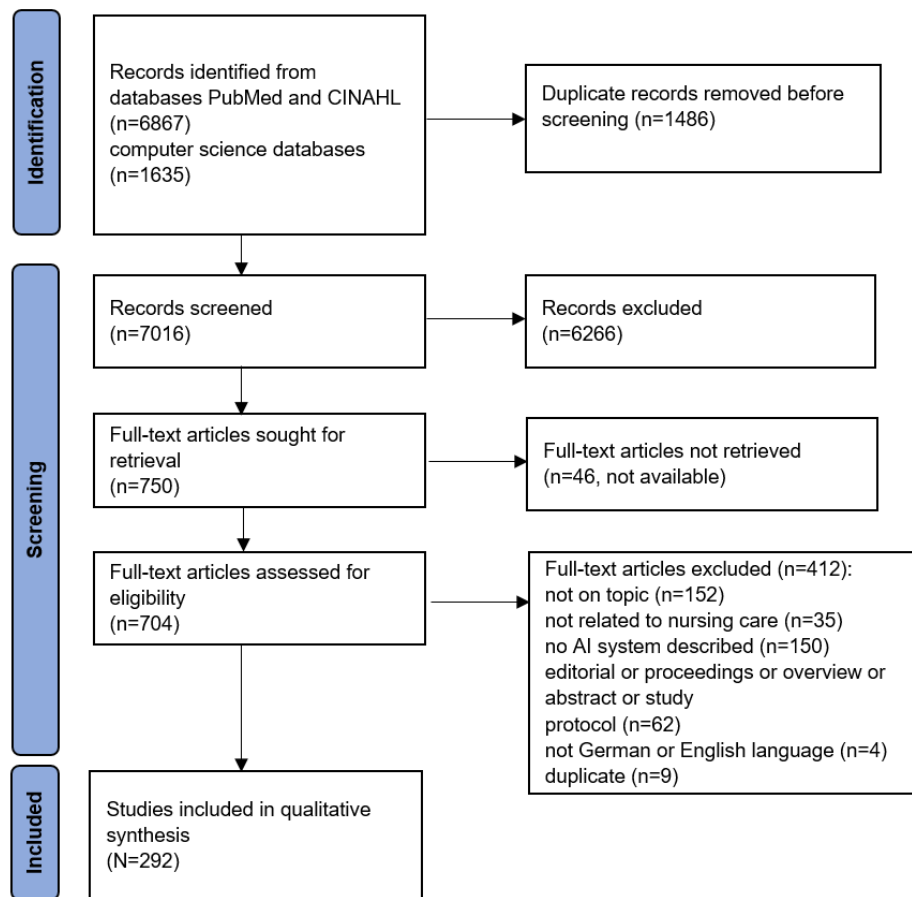 Identification
Records identified from
databases PubMed and CINAHL
(n=6867)
computer science databases
(n=1635)
Duplicate records removed before
screening (n=1486)
Screening
Records screened
(n=7016)
Records excluded
(n=6266)
Full-text articles sought for
retrieval
(n=750)
Full-text articles not retrieved
(n=46, not available)
Full-text articles assessed for
eligibility
(n=704)
Full-text articles excluded (n=412):
not on topic (n=152)
not related to nursing care (n=35)
no AI system described (n=150)
editorial or proceedings or overview or
abstract or study
protocol (n=62)
not German or English language (n=4)
duplicate (n=9)
Included
Studies included in qualitative
synthesis
(N=292)